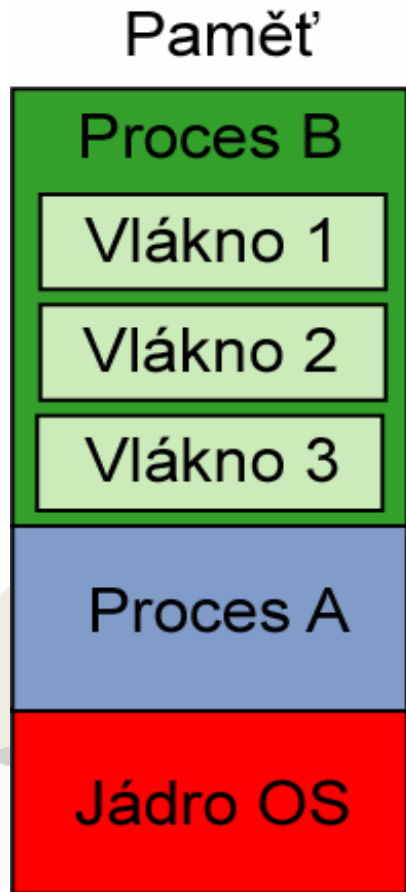 Paměť
Proces B
Vlákno 1
Vlákno 2
Vlákno 3
Proces A
Jádro OS